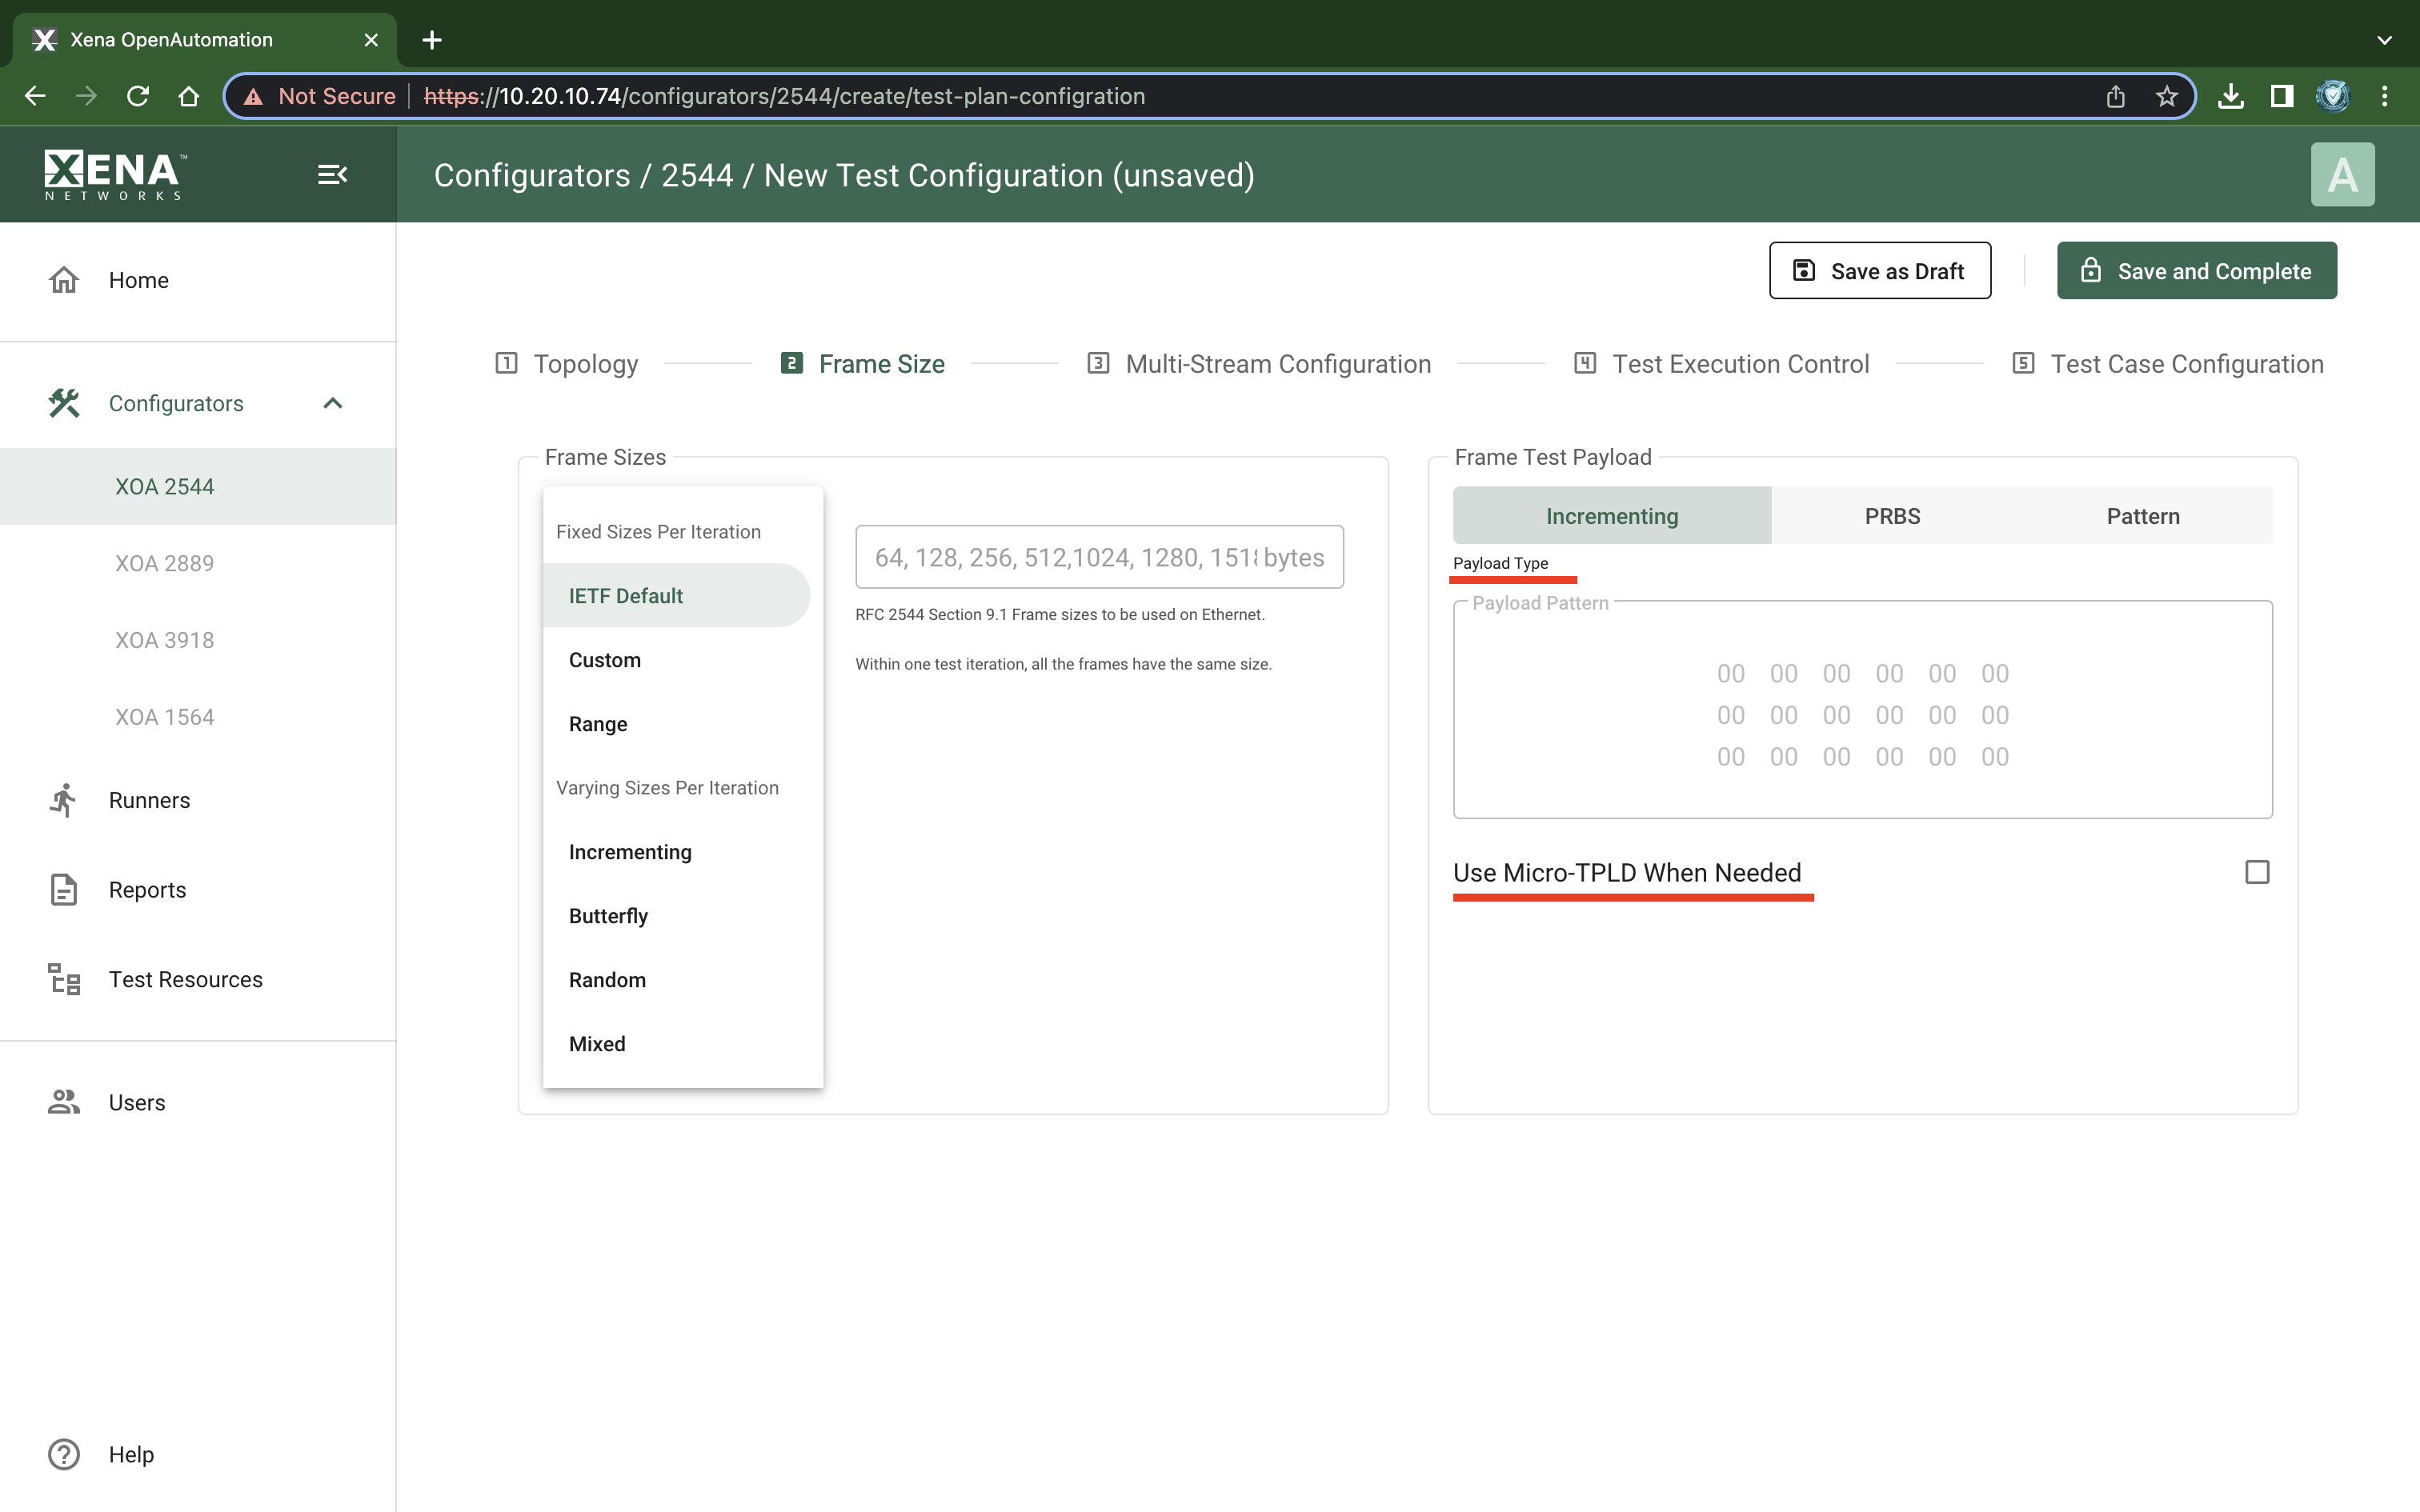 Xena OpenAutomation
Not Secure https://10.20.10.74/configurators/2544/create/test-plan-configration
XENA™
NETWORKS
Configurators / 2544 / New Test Configuration (unsaved)
A
Home
Save as Draft
Save and Complete
1 Topology
2 Frame Size
3 Multi-Stream Configuration
4 Test Execution Control
5 Test Case Configuration
Configurators
XOA 2544
XOA 2889
XOA 3918
XOA 1564
Runners
Reports
Test Resources
Users
Help
Frame Sizes
Fixed Sizes Per Iteration
IETF Default
Custom
Range
Varying Sizes Per Iteration
Incrementing
Butterfly
Random
Mixed
64, 128, 256, 512,1024, 1280, 1518 bytes
RFC 2544 Section 9.1 Frame sizes to be used on Ethernet.
Within one test iteration, all the frames have the same size.
Frame Test Payload
Incrementing PRBS Pattern
Payload Type
Payload Pattern
00 00 00 00 00 00
00 00 00 00 00 00
00 00 00 00 00 00
Use Micro-TPLD When Needed